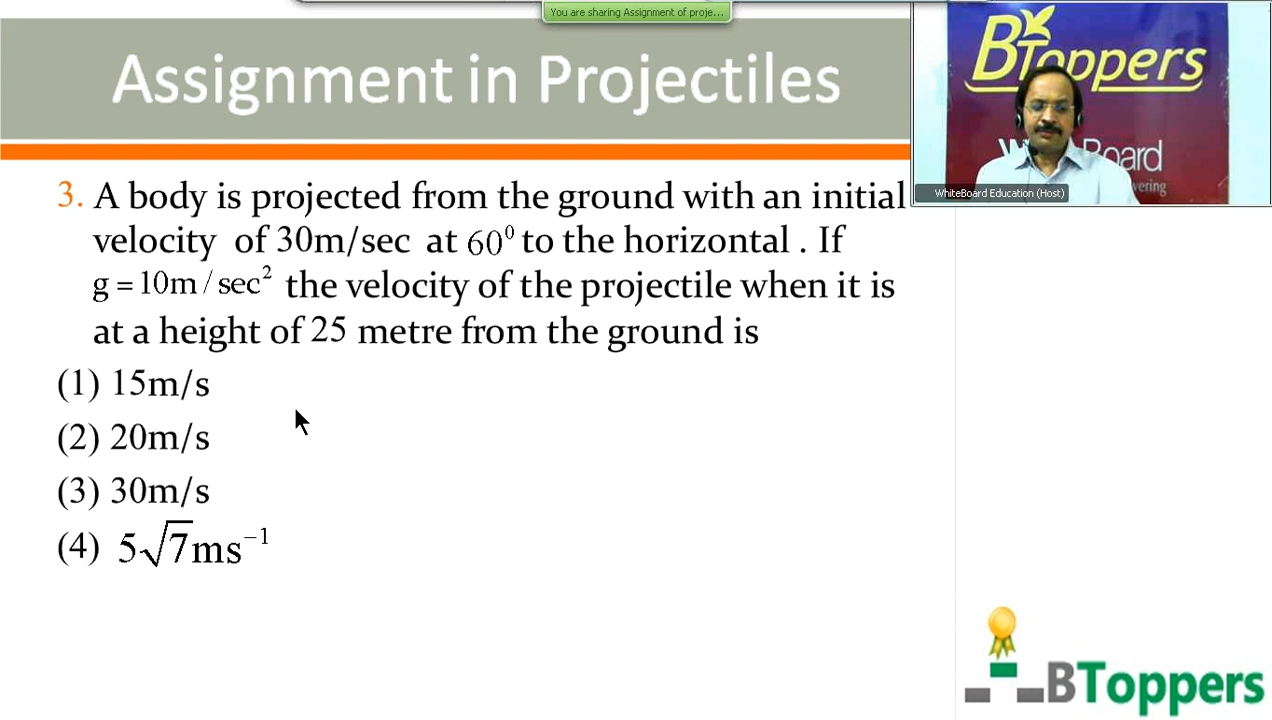 You are sharing Assignment of proje...
Assignment in Projectiles
BToppers
WhiteBoard Education (Host)
3. A body is projected from the ground with an initial
velocity of 30m/sec at 60⁰ to the horizontal . If
g = 10m / sec² the velocity of the projectile when it is
at a height of 25 metre from the ground is
(1) 15m/s
(2) 20m/s
(3) 30m/s
(4) 5√7ms⁻¹
BToppers